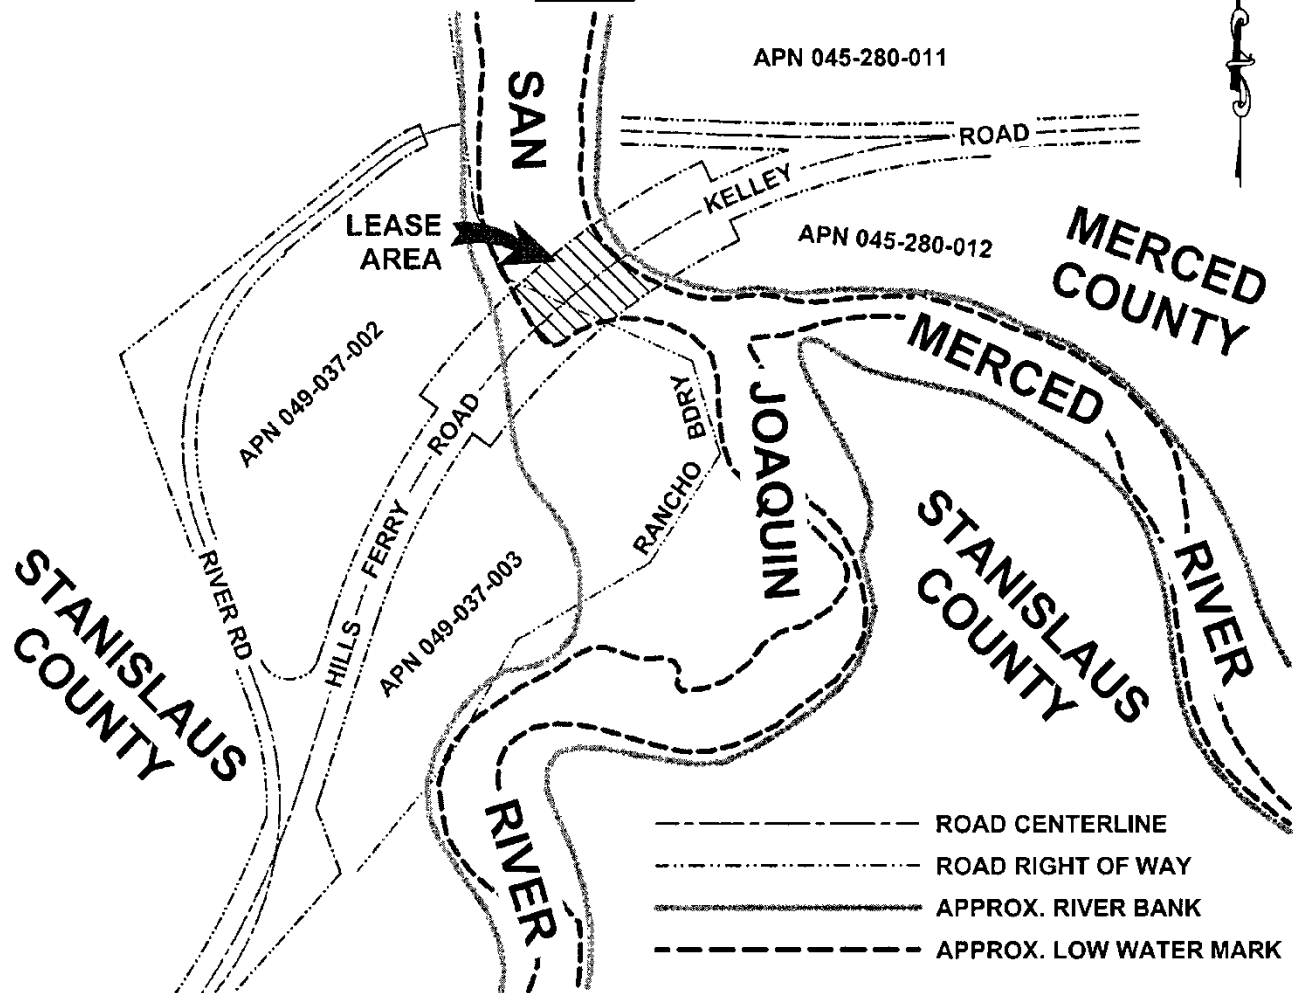 APN 045-280-011
SAN
ROAD
KELLEY
LEASE
AREA
APN 045-280-012
MERCED
COUNTY
MERCED
RIVER
APN 049-037-002
ROAD
FERRY
HILLS
BDRY
RANCHO
JOAQUIN
RIVER
STANISLAUS
COUNTY
RIVER RD
APN 049-037-003
STANISLAUS
COUNTY
ROAD CENTERLINE
ROAD RIGHT OF WAY
APPROX. RIVER BANK
APPROX. LOW WATER MARK